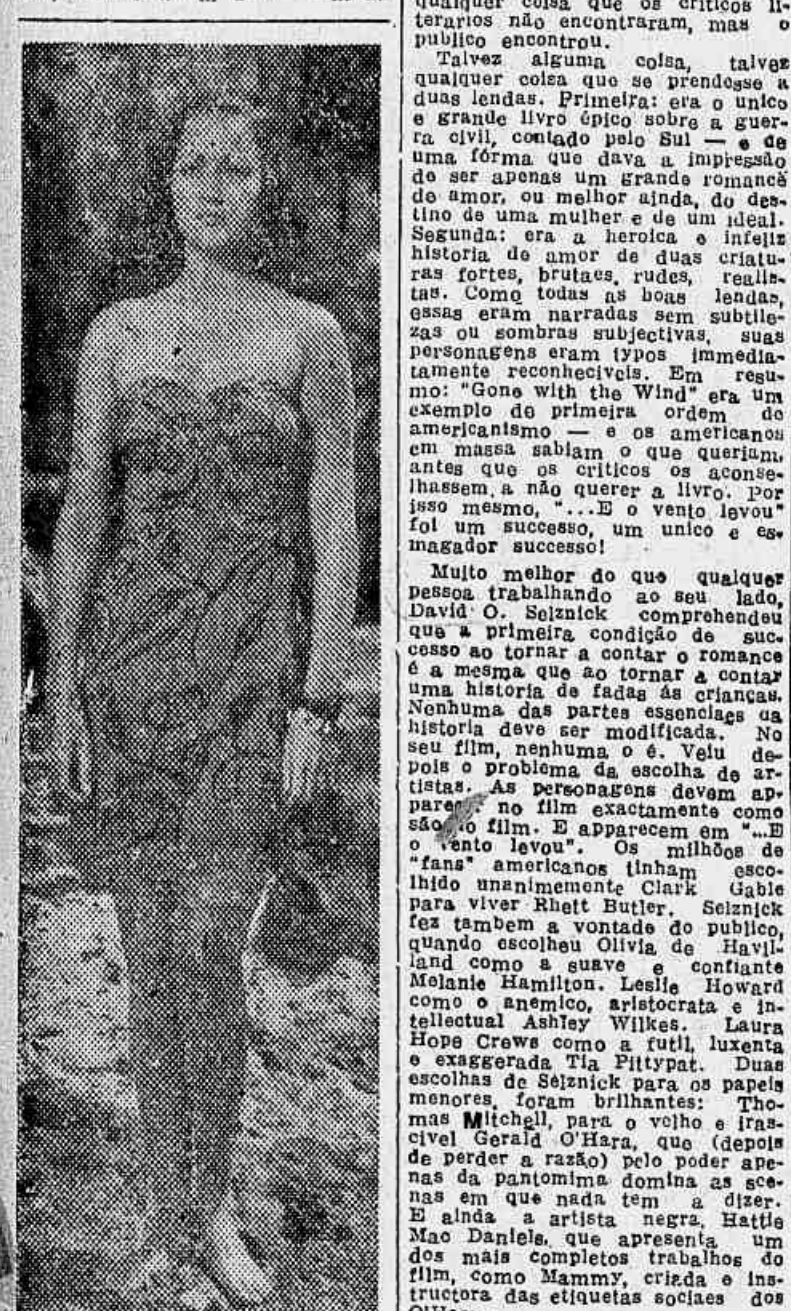 qualquer coisa que os criticos li-
terarios não encontraram, mas o
publico encontrou.
Talvez alguma coisa, talvez
qualquer coisa que se prendesse a
duas lendas. Primeira: era o unico
e grande livro épico sobre a guer-
ra civil, contado pelo Sul — e de
uma fórma que dava a impressão
de ser apenas um grande romance
de amor, ou melhor ainda, do des-
tino de uma mulher e de um ideal.
Segunda: era a heroica e infeliz
historia de amor de duas criatu-
ras fortes, brutaes, rudes, realis-
tas. Como todas as boas lendas,
essas eram narradas sem subtile-
zas ou sombras subjectivas, suas
personagens eram typos immedia-
tamente reconheciveis. Em resu-
mo: "Gone with the Wind" era um
exemplo de primeira ordem do
americanismo — e os americanos
em massa sabiam o que queriam,
antes que os criticos os aconse-
lhassem a não querer a livro. Por
isso mesmo, "...E o vento levou"
foi um successo, um unico e es-
magador successo!
Muito melhor do que qualquer
pessoa trabalhando ao seu lado,
David O. Selznick comprehendeu
que a primeira condição de suc-
cesso ao tornar a contar o romance
é a mesma que ao tornar a contar
uma historia de fadas ás crianças.
Nenhuma das partes essenciaes da
historia deve ser modificada. No
seu film, nenhuma o é. Veiu de-
pois o problema da escolha de ar-
tistas. As personagens devem ap-
no film exactamente como
são film. E apparecem em "...E
o vento levou". Os milhões de
"fans" americanos tinham esco-
lhido unanimemente Clark Gable
para viver Rhett Butler. Selznick
fez tambem a vontade do publico,
quando escolheu Olivia de Havil-
land como a suave e confiante
Melanie Hamilton. Leslie Howard
como o anemico, aristocrata e in-
tellectual Ashley Wilkes. Laura
Hope Crews como a futil, luxenta
e exaggerada Tia Pittypat. Duas
escolhas de Selznick para os papeis
menores, foram brilhantes: Tho-
mas Mitchell, para o velho e iras-
civel Gerald O'Hara, que (depois
de perder a razão) pelo poder ape-
nas da pantomima domina as sce-
nas em que nada tem a dizer.
E ainda a artista negra, Hattie
Mac Daniels, que apresenta um
dos mais completos trabalhos do
film, como Mammy, criada e ins-
tructora das etiquetas sociaes dos